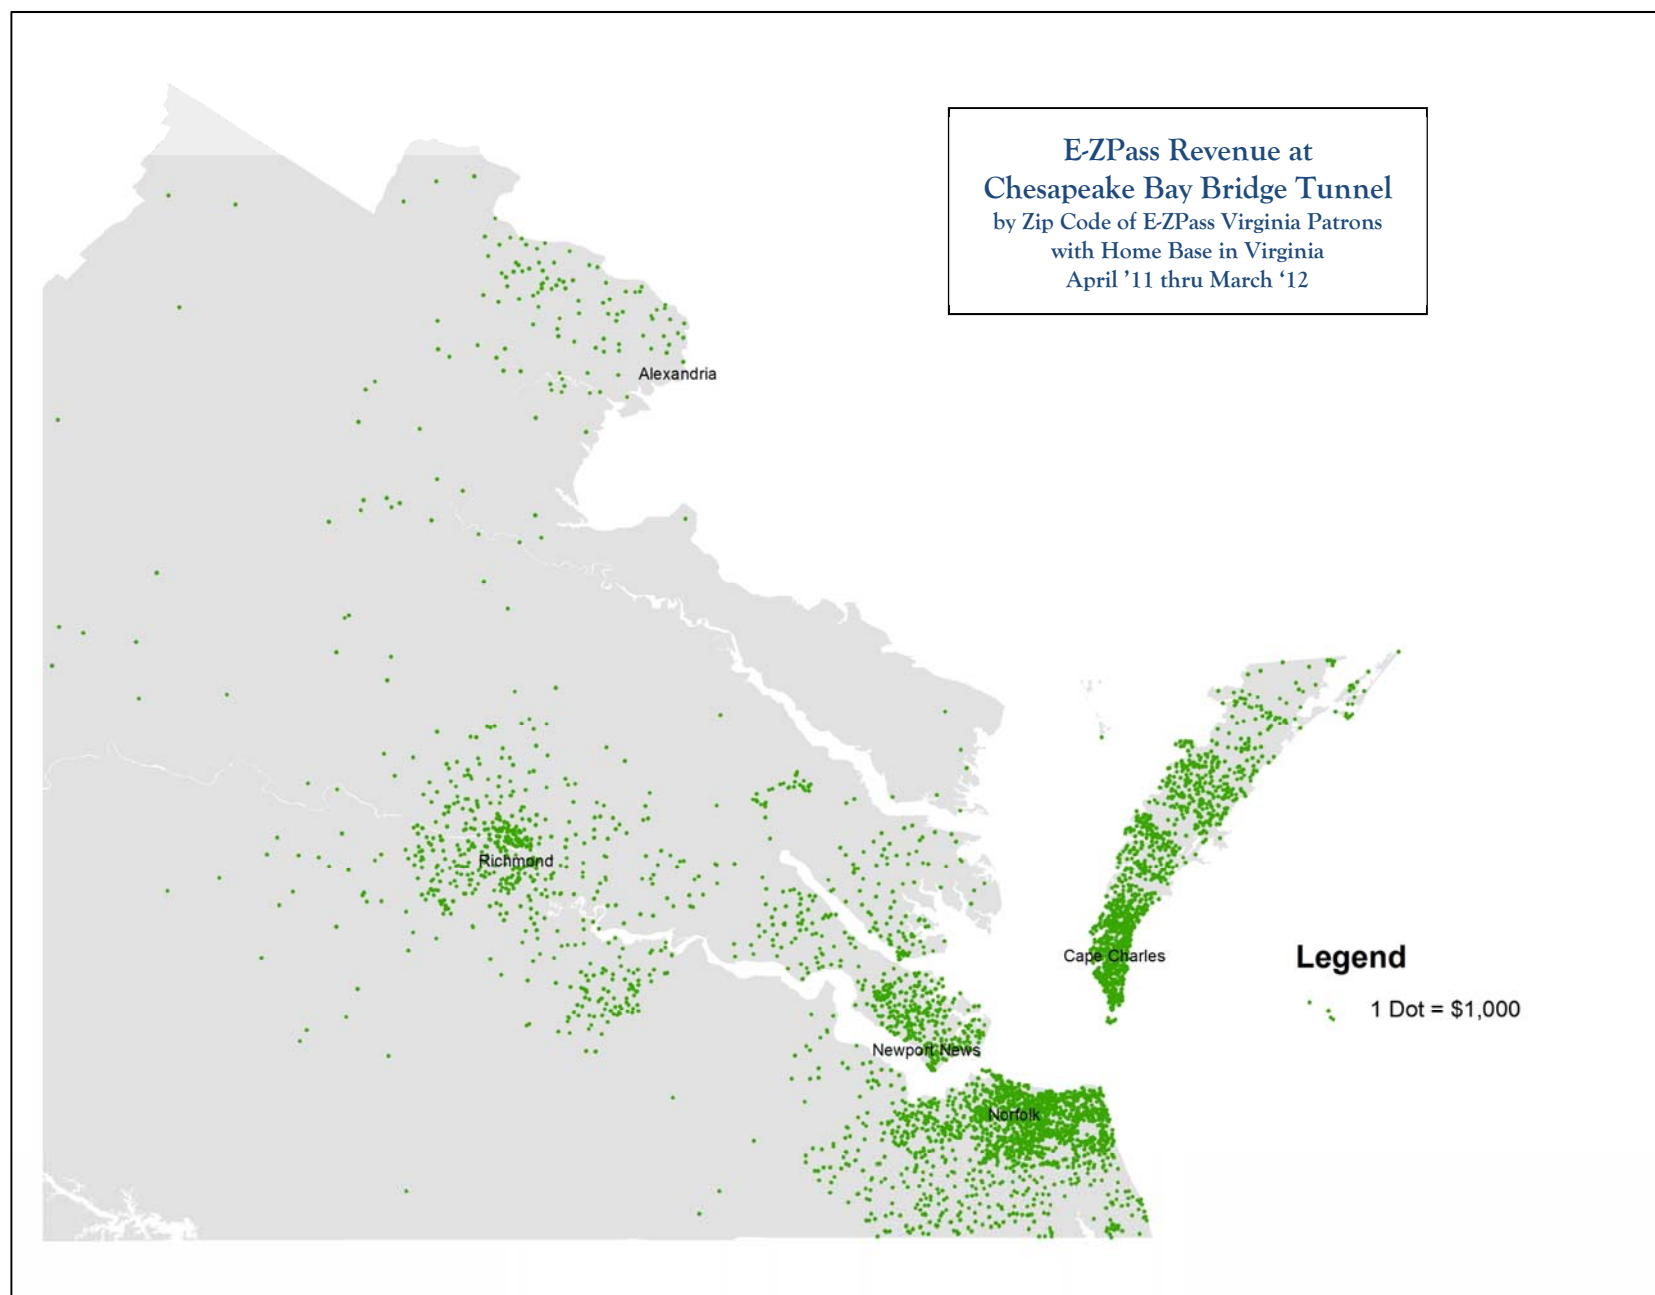 E-ZPass Revenue at
Chesapeake Bay Bridge Tunnel
by Zip Code of E-ZPass Virginia Patrons
with Home Base in Virginia
April ’11 thru March ‘12
Alexandria
Richmond
Cape Charles
Legend
1 Dot = $1,000
Newport News
Norfolk